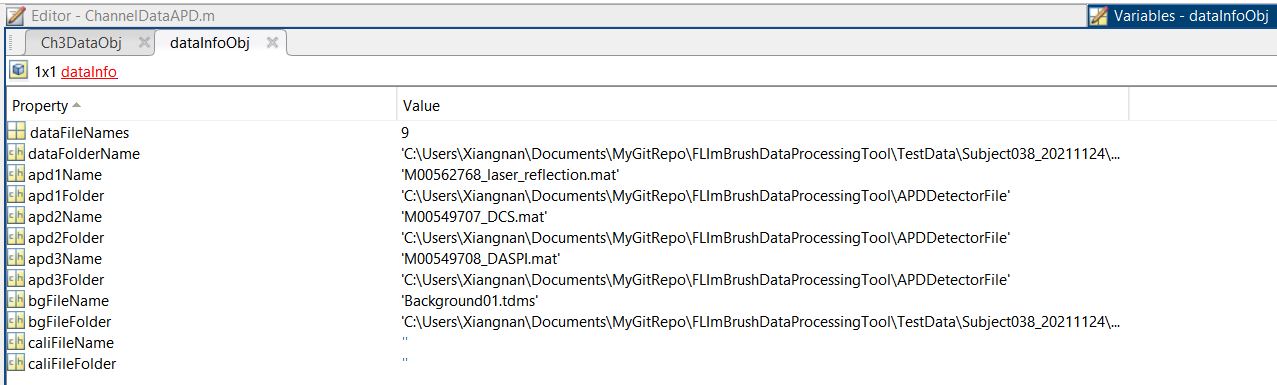 Editor - ChannelDataAPD.m
Variables - dataInfoObj
Ch3DataObj dataInfoObj
1x1 dataInfo
Property Value
dataFileNames 9
dataFolderName 'C:\Users\Xiangnan\Documents\MyGitRepo\FLImBrushDataProcessingTool\TestData\Subject038_20211124\...
apd1Name 'M00562768_laser_reflection.mat'
apd1Folder 'C:\Users\Xiangnan\Documents\MyGitRepo\FLImBrushDataProcessingTool\APDDetectorFile'
apd2Name 'M00549707_DCS.mat'
apd2Folder 'C:\Users\Xiangnan\Documents\MyGitRepo\FLImBrushDataProcessingTool\APDDetectorFile'
apd3Name 'M00549708_DASPI.mat'
apd3Folder 'C:\Users\Xiangnan\Documents\MyGitRepo\FLImBrushDataProcessingTool\APDDetectorFile'
bgFileName 'Background01.tdms'
bgFileFolder 'C:\Users\Xiangnan\Documents\MyGitRepo\FLImBrushDataProcessingTool\TestData\Subject038_20211124\...
caliFileName ''
caliFileFolder ''